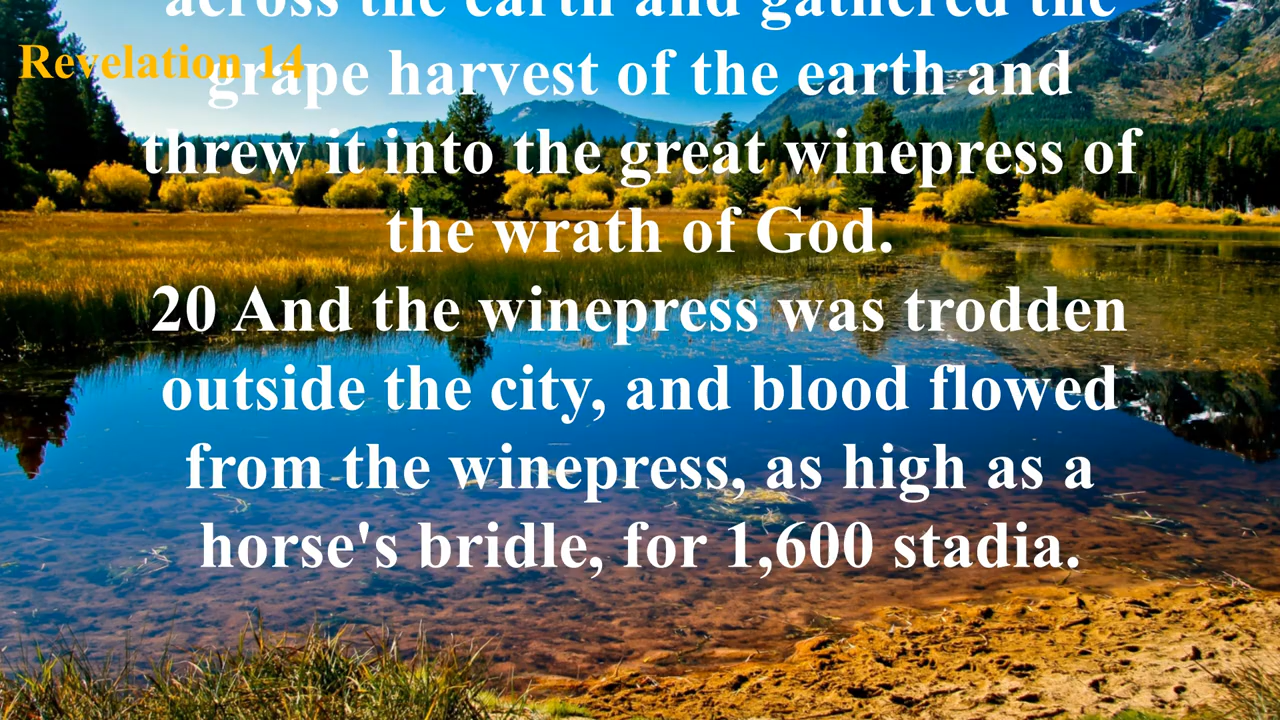 across the earth and gathered the
Revelation 14
grape harvest of the earth and
threw it into the great winepress of
the wrath of God.
20 And the winepress was trodden
outside the city, and blood flowed
from the winepress, as high as a
horse's bridle, for 1,600 stadia.